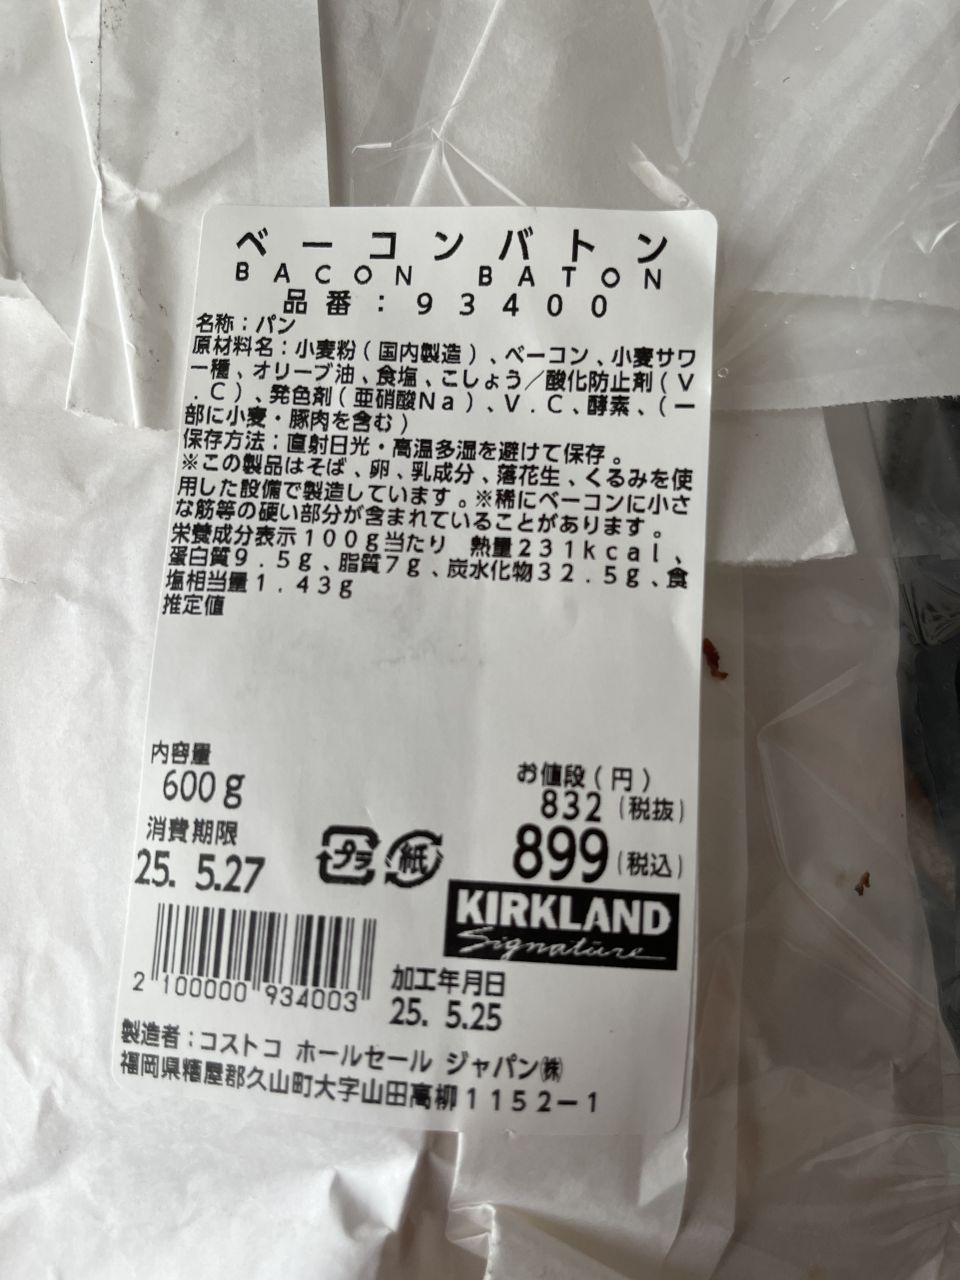 ベーコンバトン
BACON BATON
品番：93400
名称：パン
原材料名：小麦粉（国内製造）、ベーコン、小麦サワ
ー種、オリーブ油、食塩、こしょう／酸化防止剤（V
．C）、発色剤（亜硝酸Na）、V．C、酵素、（一
部に小麦・豚肉を含む）
保存方法：直射日光・高温多湿を避けて保存。
※この製品はそば、卵、乳成分、落花生、くるみを使
用した設備で製造しています。※稀にベーコンに小さ
な筋等の硬い部分が含まれていることがあります。
栄養成分表示100g当たり 熱量231kcal、
蛋白質9．5g、脂質7g、炭水化物32．5g、食
塩相当量1．43g
推定値
内容量
600g
お値段（円）
832（税抜）
899（税込）
消費期限
25. 5.27
プラ
紙
KIRKLAND
Signature
2 100000 934003
加工年月日
25. 5.25
製造者：コストコ ホールセール ジャパン㈱
福岡県糟屋郡久山町大字山田高柳1152ー1